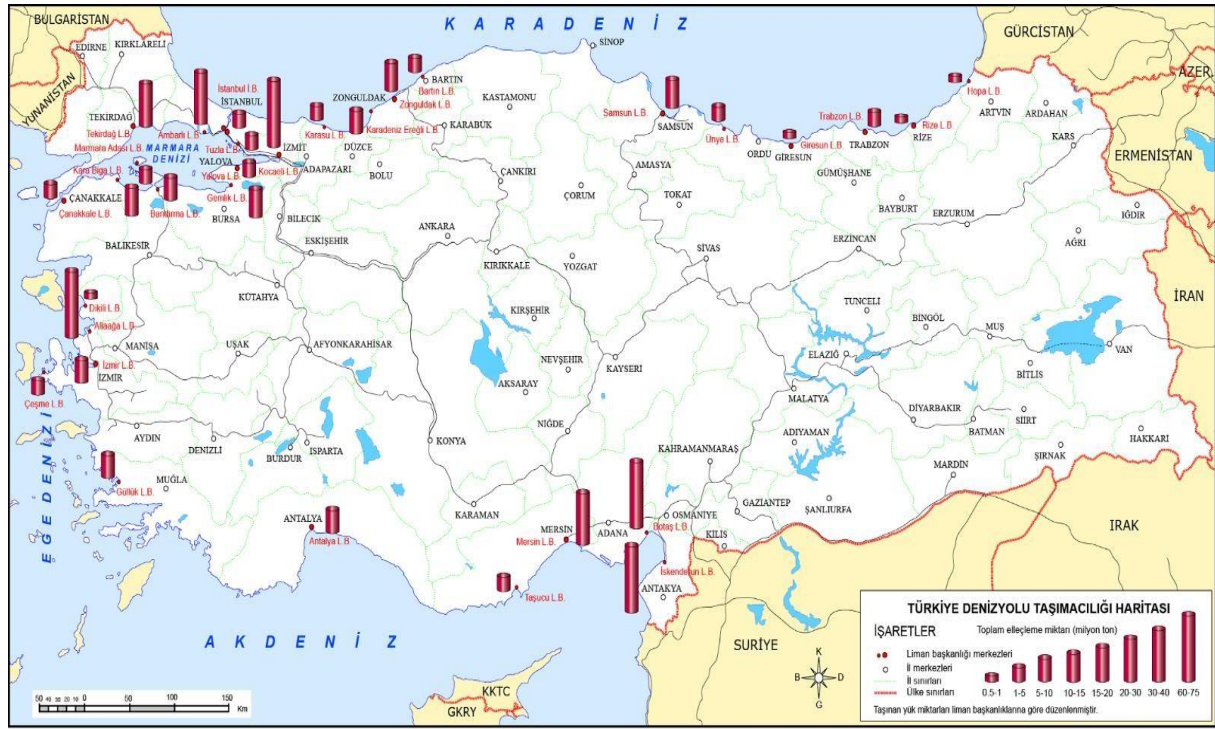 K A R A D E N İ Z
BULGARİSTAN
GÜRCİSTAN
AZER.
YUNANİSTAN
ERMENİSTAN
İRAN
IRAK
SURİYE
KKTC
GKRY
A K D E N İ Z
E G E D E N İ Z İ
MARMARA
DENİZİ
EDİRNE
KIRKLARELİ
TEKİRDAĞ
Tekirdağ L.B.
Marmara Adası L.B.
Ambarlı L.B.
İstanbul L.B.
İSTANBUL
Tuzla L.B.
YALOVA
Yalova L.B.
Kocaeli L.B.
İZMİT
ADAPAZARI
Karasu L.B.
DÜZCE
BOLU
ZONGULDAK
Zonguldak L.B.
Karadeniz Ereğli L.B.
BARTIN
Bartın L.B.
KARABÜK
KASTAMONU
SİNOP
ÇANKIRI
ÇORUM
Samsun L.B.
SAMSUN
AMASYA
TOKAT
Ünye L.B.
ORDU
GİRESUN
Giresun L.B.
Trabzon L.B.
TRABZON
Rize L.B.
RİZE
Hopa L.B.
ARTVİN
ARDAHAN
KARS
GÜMÜŞHANE
BAYBURT
ERZURUM
ERZİNCAN
IĞDIR
AĞRI
Kara Biga L.B.
ÇANAKKALE
Çanakkale L.B.
Bandırma L.B.
Gemlik L.B.
BURSA
BİLECİK
BALIKESİR
ESKİŞEHİR
ANKARA
KIRIKKALE
YOZGAT
SİVAS
KÜTAHYA
KIRŞEHİR
TUNCELİ
BİNGÖL
MUŞ
VAN
BİTLİS
ELAZIĞ
Dikili L.B.
Aliaağa L.B.
MANİSA
UŞAK
AFYONKARAHİSAR
İzmir L.B.
İZMİR
Çeşme L.B.
NEVŞEHİR
AKSARAY
KAYSERİ
NİĞDE
MALATYA
DİYARBAKIR
BATMAN
SİİRT
HAKKARİ
ŞIRNAK
MARDİN
ADIYAMAN
KAHRAMANMARAŞ
AYDIN
DENİZLİ
BURDUR
ISPARTA
KONYA
MUĞLA
Güllük L.B.
ANTALYA
Antalya L.B.
KARAMAN
MERSİN
Mersin L.B.
ADANA
OSMANİYE
Botaş L.B.
GAZİANTEP
ŞANLIURFA
KİLİS
İskenderun L.B.
ANTAKYA
Taşucu L.B.
K
B D
G
50 40 30 20 10 0 50 100 150
Km
TÜRKİYE DENİZYOLU TAŞIMACILIĞI HARİTASI
İŞARETLER
Toplam elleçleme miktarı (milyon ton)
Liman başkanlığı merkezleri
İl merkezleri
İl sınırları
Ülke sınırları
0.5-1 1-5 5-10 10-15 15-20 20-30 30-40 60-75
Taşınan yük miktarları liman başkanlıklarına göre düzenlenmiştir.